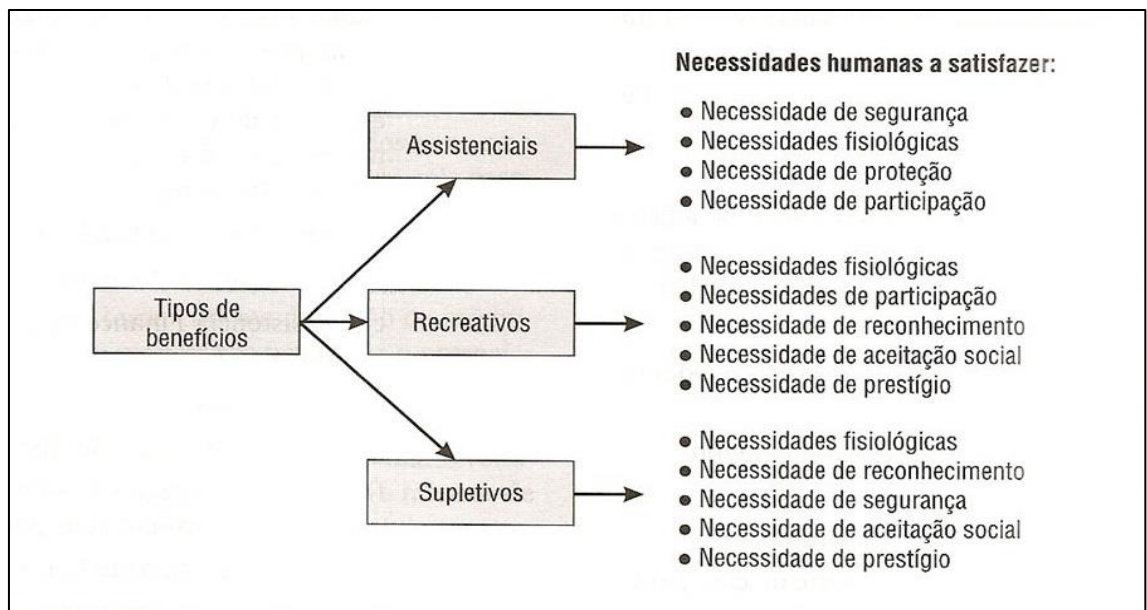 Necessidades humanas a satisfazer:
Assistenciais
● Necessidade de segurança
● Necessidades fisiológicas
● Necessidade de proteção
● Necessidade de participação
Tipos de
benefícios
Recreativos
● Necessidades fisiológicas
● Necessidades de participação
● Necessidade de reconhecimento
● Necessidade de aceitação social
● Necessidade de prestígio
Supletivos
● Necessidades fisiológicas
● Necessidade de reconhecimento
● Necessidade de segurança
● Necessidade de aceitação social
● Necessidade de prestígio